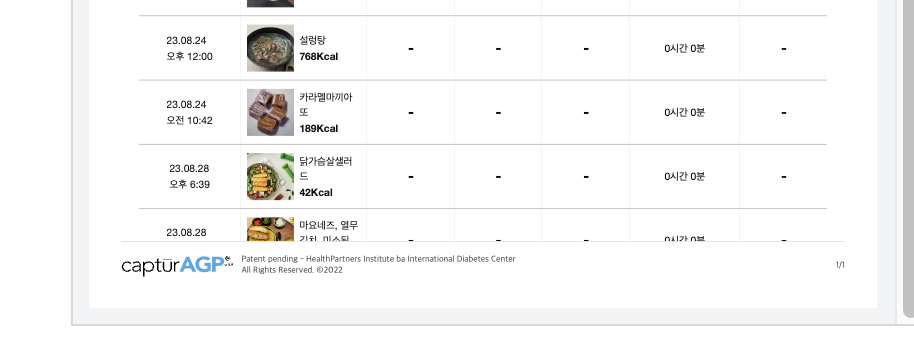 23.08.24
오후 12:00
설렁탕
768Kcal
-
-
-
0시간 0분
-
23.08.24
오전 10:42
카라멜마끼아
또
189Kcal
-
-
-
0시간 0분
-
23.08.28
오후 6:39
닭가슴살샐러
드
42Kcal
-
-
-
0시간 0분
-
23.08.28
마요네즈, 열무
김치, 미소된
-
-
-
0시간 0분
-
captūrAGP
Patent pending - HealthPartners Institute ba International Diabetes Center
All Rights Reserved. ©2022
1/1